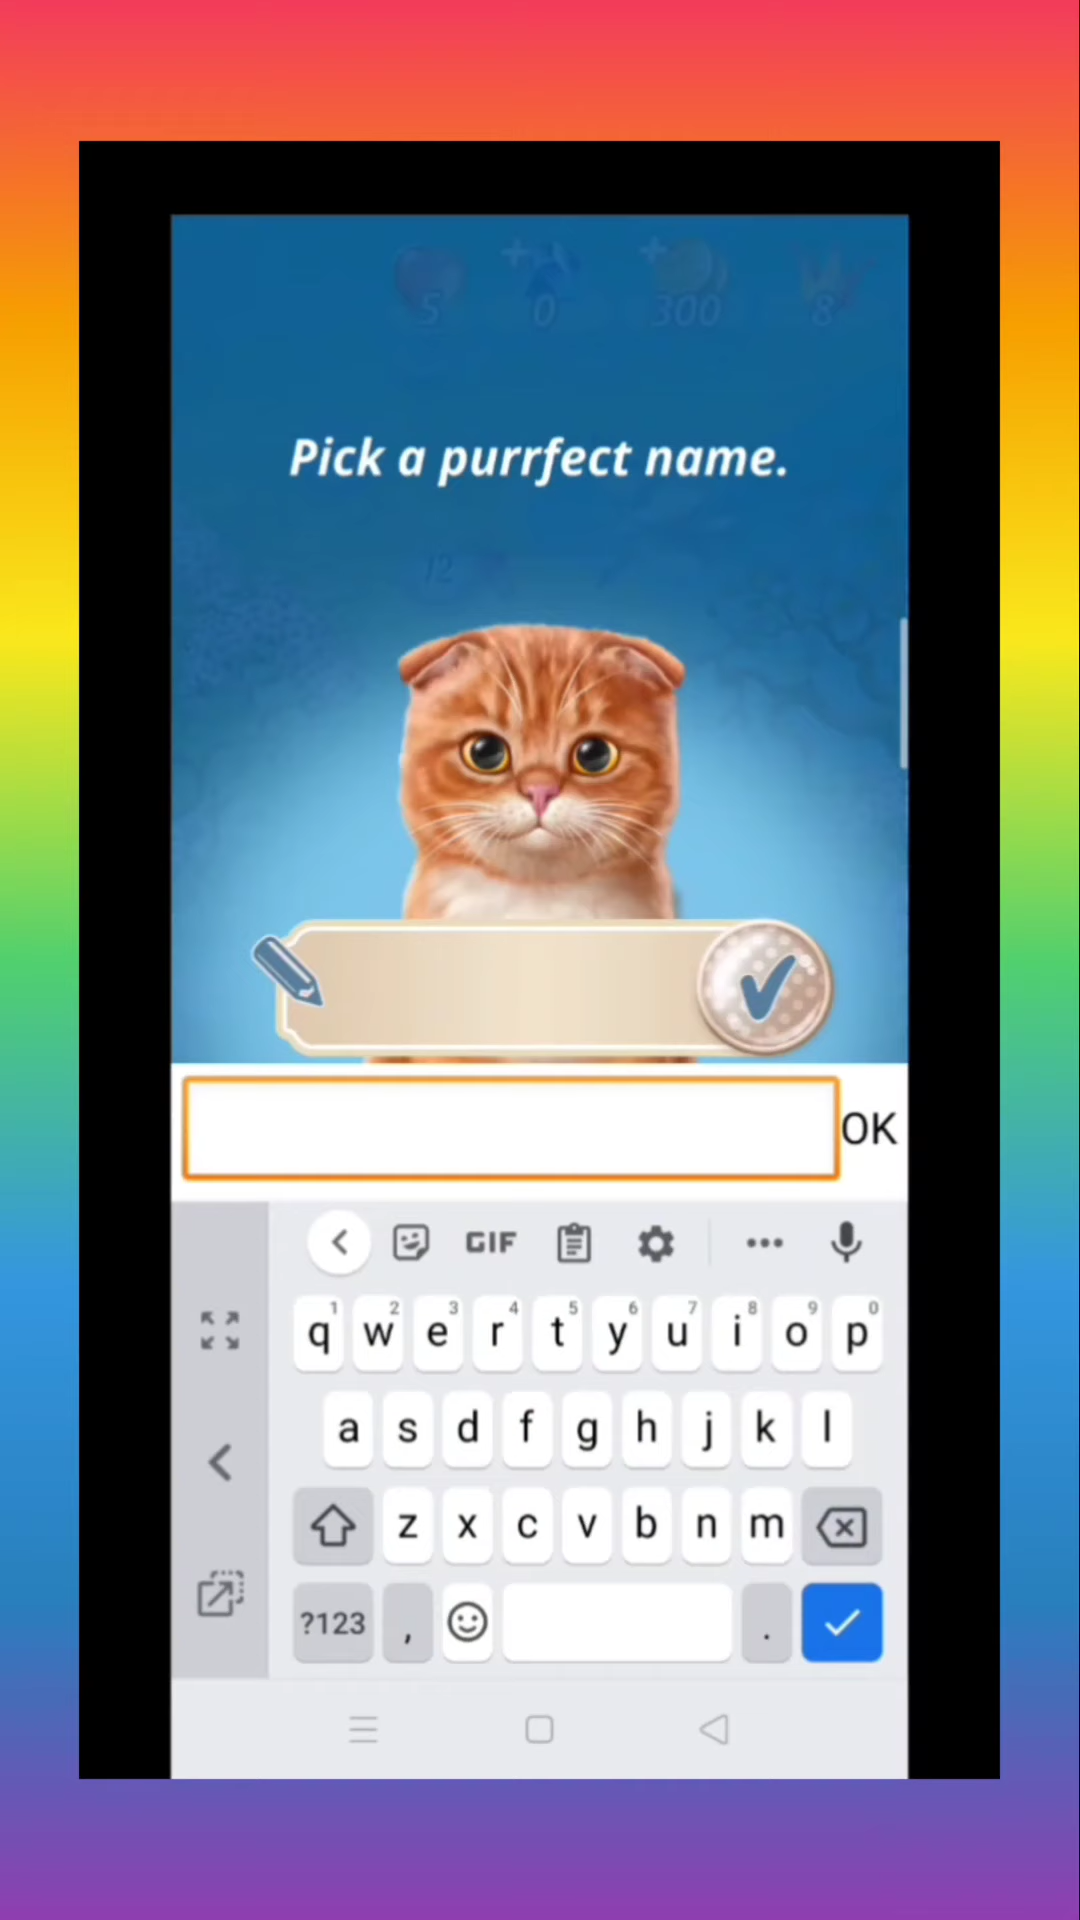 5 0 300 8
Pick a purrfect name.
12
OK
GIF
1 2 3 4 5 6 7 8 9 0
q w e r t y u i o p
a s d f g h j k l
z x c v b n m
?123 , .